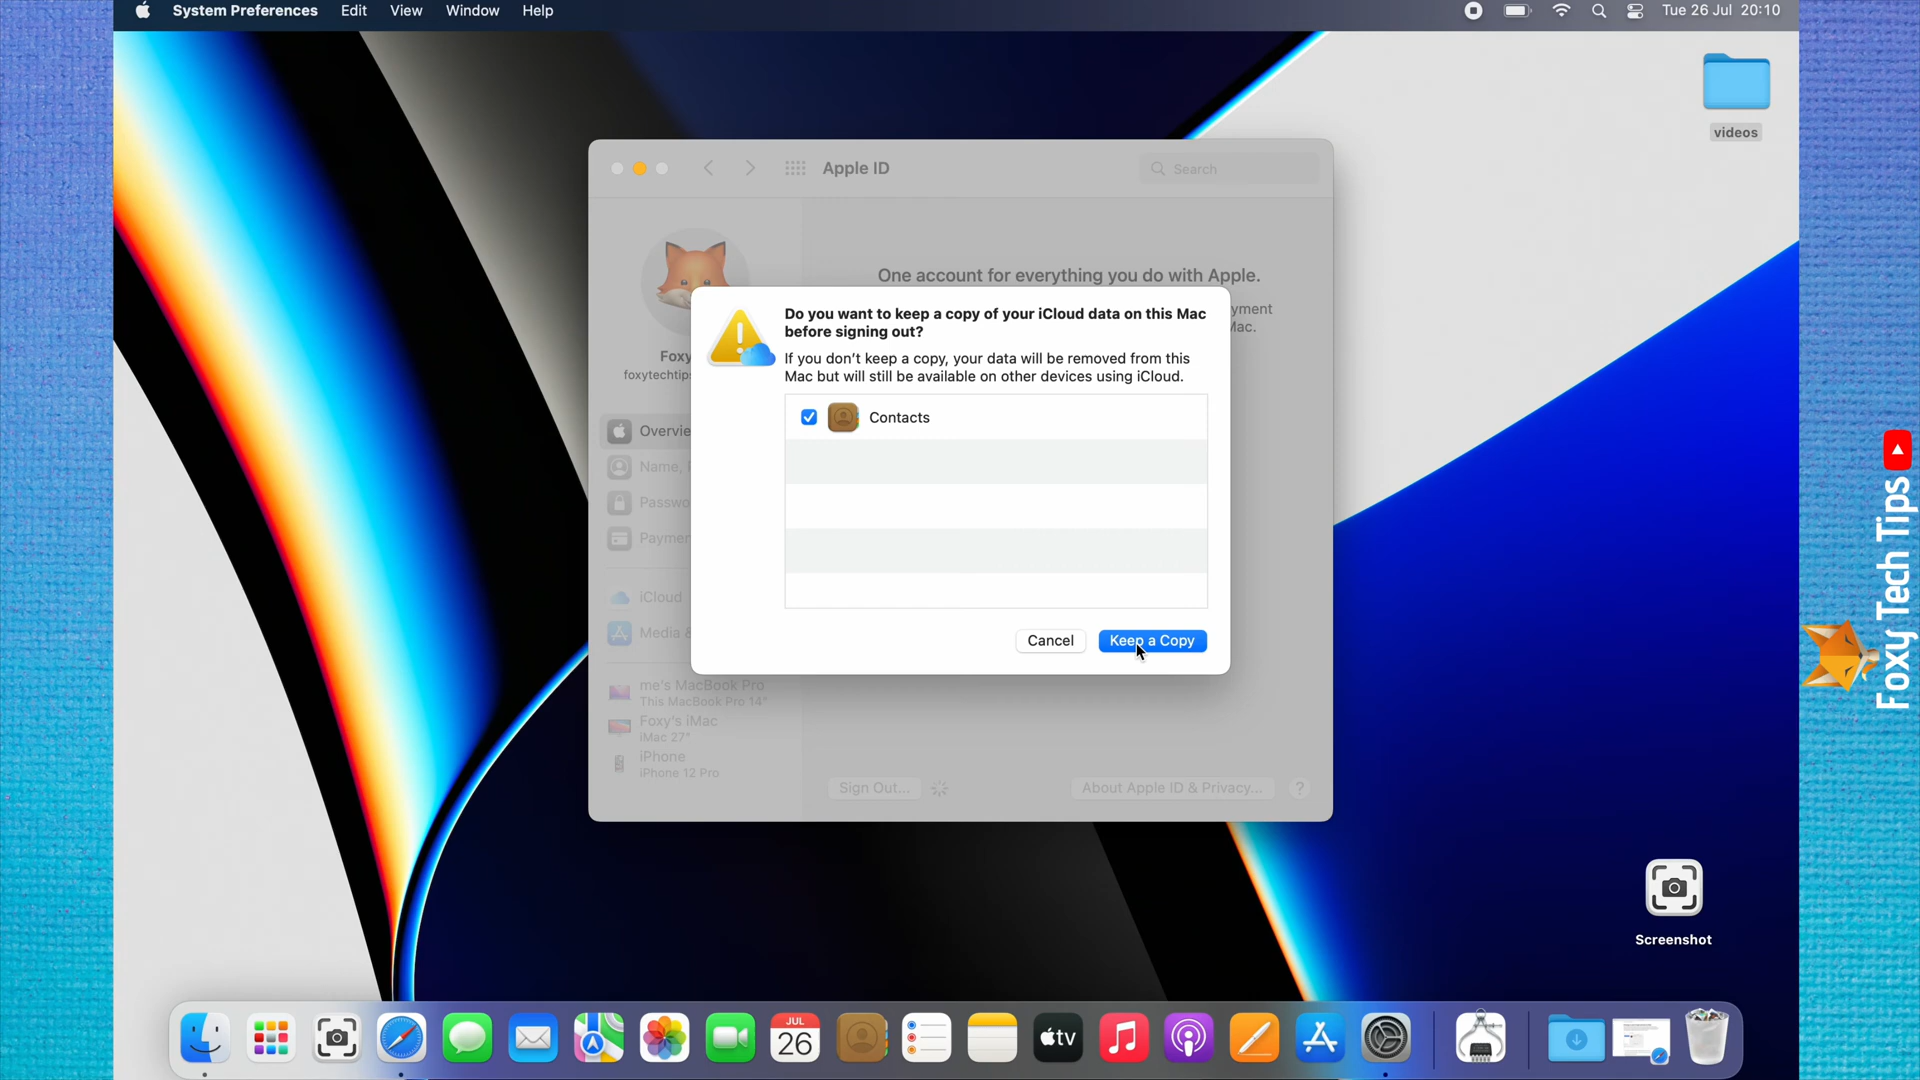 System Preferences Edit View Window Help
Tue 26 Jul 20:10
videos
Apple ID
Search
One account for everything you do with Apple.
yment
Mac.
Foxy
foxytechtips
Overvie
Name,
Passwo
Paymen
iCloud
Media &
me's MacBook Pro
This MacBook Pro 14"
Foxy's iMac
iMac 27"
iPhone
iPhone 12 Pro
Sign Out...
About Apple ID & Privacy...
?
Do you want to keep a copy of your iCloud data on this Mac
before signing out?
If you don't keep a copy, your data will be removed from this
Mac but will still be available on other devices using iCloud.
Contacts
Cancel
Keep a Copy
Screenshot
Foxy Tech Tips
JUL
26
tv